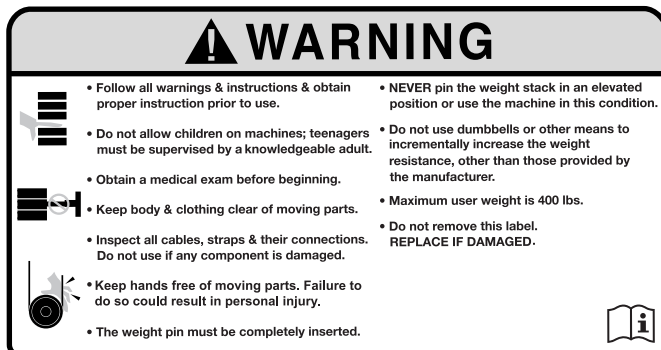 WARNING
• Follow all warnings & instructions & obtain
proper instruction prior to use.
• Do not allow children on machines; teenagers
must be supervised by a knowledgeable adult.
• Obtain a medical exam before beginning.
• Keep body & clothing clear of moving parts.
• Inspect all cables, straps & their connections.
Do not use if any component is damaged.
• Keep hands free of moving parts. Failure to
do so could result in personal injury.
• The weight pin must be completely inserted.
• NEVER pin the weight stack in an elevated
position or use the machine in this condition.
• Do not use dumbbells or other means to
incrementally increase the weight
resistance, other than those provided by
the manufacturer.
• Maximum user weight is 400 lbs.
• Do not remove this label.
REPLACE IF DAMAGED.